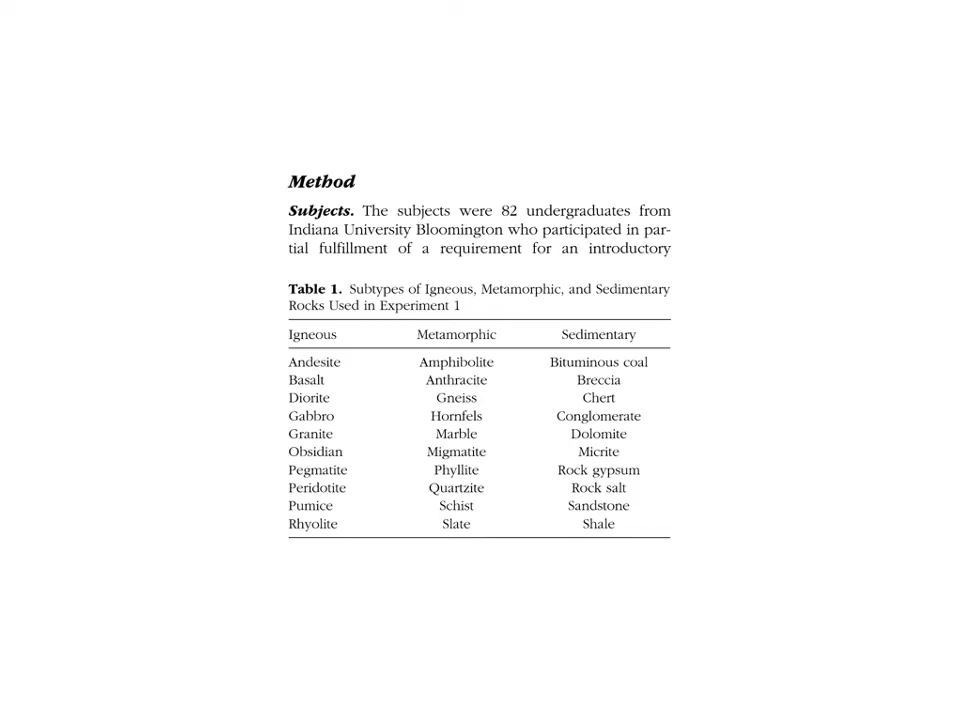 Method
Subjects. The subjects were 82 undergraduates from
Indiana University Bloomington who participated in par-
tial fulfillment of a requirement for an introductory
Table 1. Subtypes of Igneous, Metamorphic, and Sedimentary
Rocks Used in Experiment 1
Igneous Metamorphic Sedimentary
Andesite Amphibolite Bituminous coal
Basalt Anthracite Breccia
Diorite Gneiss Chert
Gabbro Hornfels Conglomerate
Granite Marble Dolomite
Obsidian Migmatite Micrite
Pegmatite Phyllite Rock gypsum
Peridotite Quartzite Rock salt
Pumice Schist Sandstone
Rhyolite Slate Shale